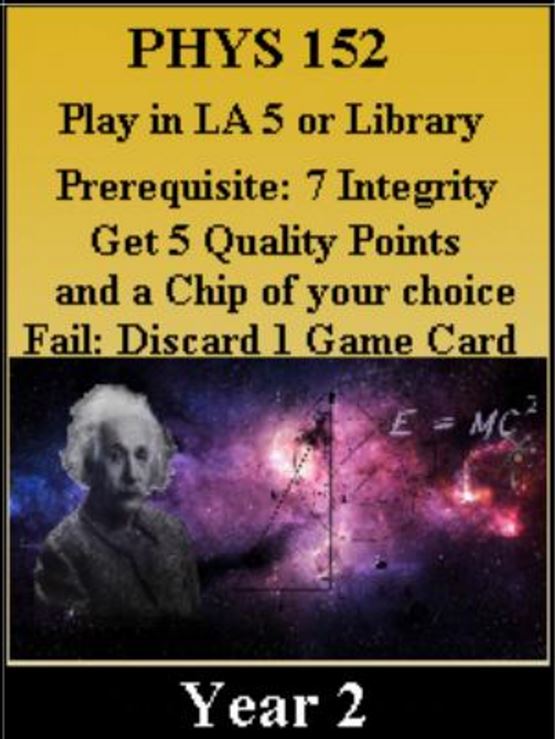 PHYS 152
Play in LA 5 or Library
Prerequisite: 7 Integrity
Get 5 Quality Points
and a Chip of your choice
Fail: Discard 1 Game Card
E = MC²
Year 2